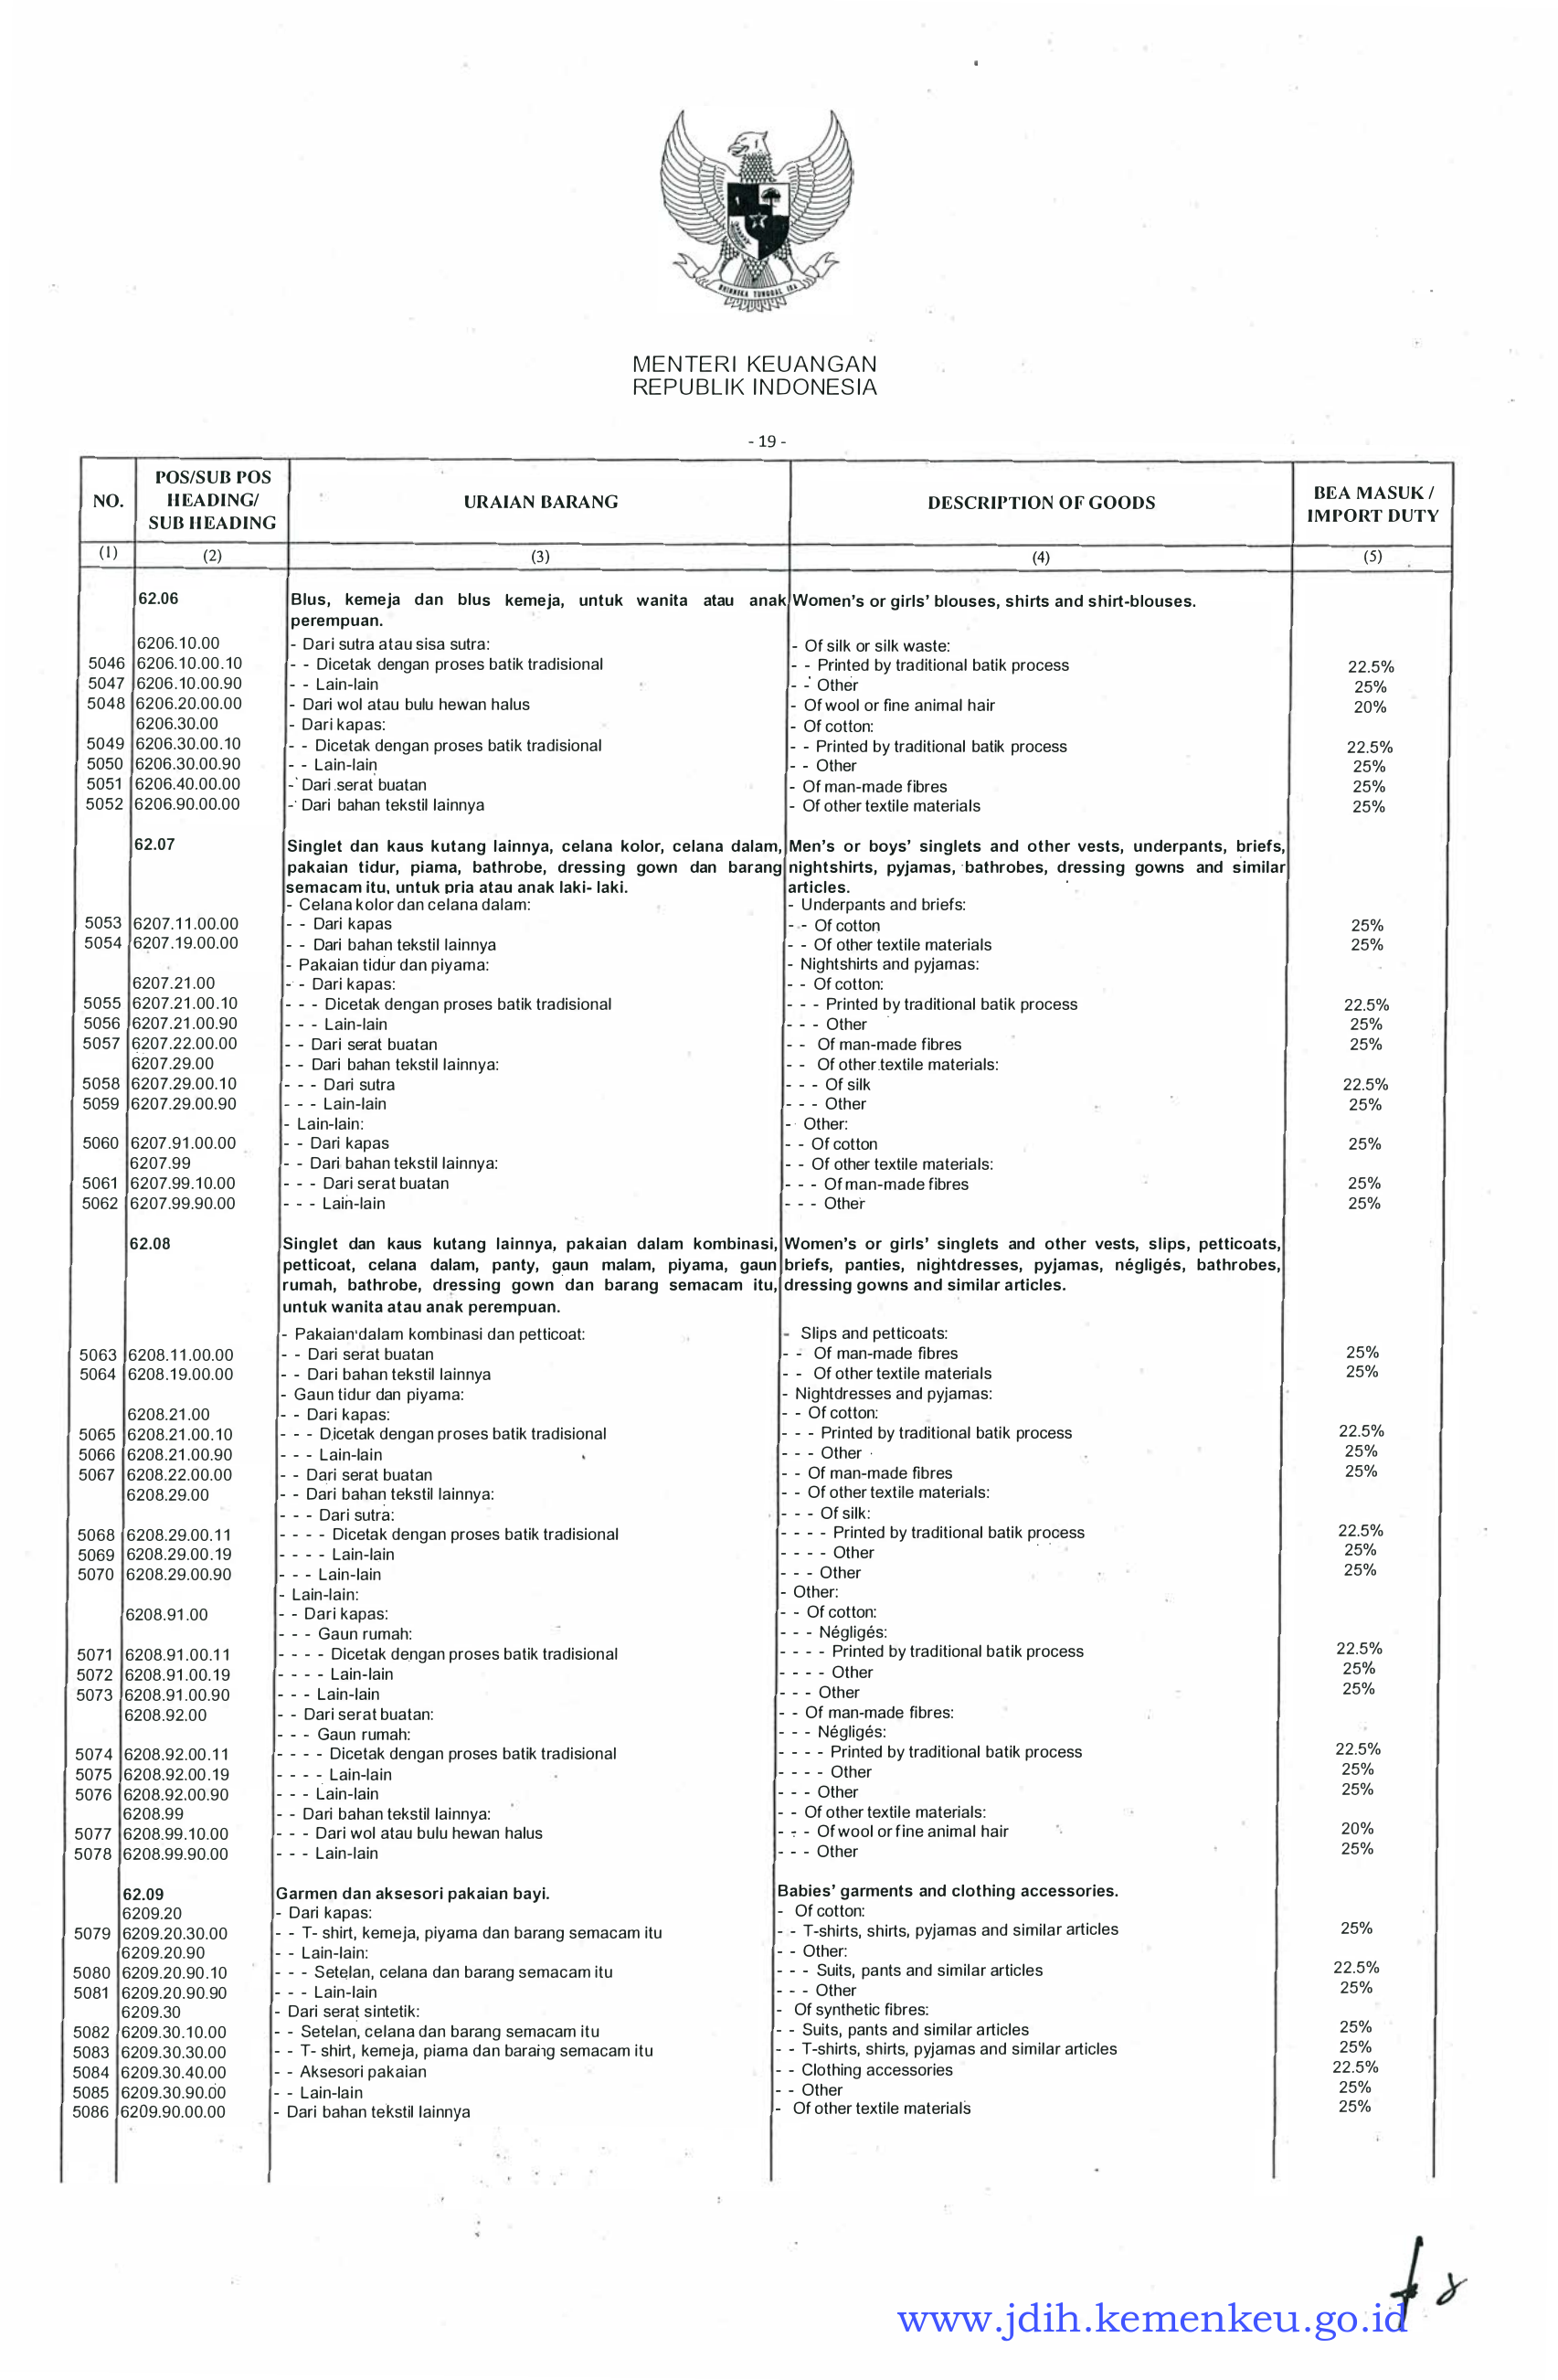 BHINNEKA TUNGGAL IKA
MENTERI KEUANGAN
REPUBLIK INDONESIA
- 19 -
NO. POS/SUB POS HEADING/ SUB HEADING URAIAN BARANG DESCRIPTION OF GOODS BEA MASUK / IMPORT DUTY
(1) (2) (3) (4) (5)
62.06 Blus, kemeja dan blus kemeja, untuk wanita atau anak Women's or girls' blouses, shirts and shirt-blouses.
perempuan.
6206.10.00 - Dari sutra atau sisa sutra: - Of silk or silk waste:
5046 6206.10.00.10 - - Dicetak dengan proses batik tradisional - - Printed by traditional batik process 22.5%
5047 6206.10.00.90 - - Lain-lain - - Other 25%
5048 6206.20.00.00 - Dari wol atau bulu hewan halus - Of wool or fine animal hair 20%
6206.30.00 - Dari kapas: - Of cotton:
5049 6206.30.00.10 - - Dicetak dengan proses batik tradisional - - Printed by traditional batik process 22.5%
5050 6206.30.00.90 - - Lain-lain - - Other 25%
5051 6206.40.00.00 - Dari serat buatan - Of man-made fibres 25%
5052 6206.90.00.00 - Dari bahan tekstil lainnya - Of other textile materials 25%
62.07 Singlet dan kaus kutang lainnya, celana kolor, celana dalam, Men's or boys' singlets and other vests, underpants, briefs,
pakaian tidur, piama, bathrobe, dressing gown dan barang nightshirts, pyjamas, bathrobes, dressing gowns and similar
semacam itu, untuk pria atau anak laki- laki. articles.
- Celana kolor dan celana dalam: - Underpants and briefs:
5053 6207.11.00.00 - - Dari kapas - - Of cotton 25%
5054 6207.19.00.00 - - Dari bahan tekstil lainnya - - Of other textile materials 25%
- Pakaian tidur dan piyama: - Nightshirts and pyjamas:
6207.21.00 - - Dari kapas: - - Of cotton:
5055 6207.21.00.10 - - - Dicetak dengan proses batik tradisional - - - Printed by traditional batik process 22.5%
5056 6207.21.00.90 - - - Lain-lain - - - Other 25%
5057 6207.22.00.00 - - Dari serat buatan - - Of man-made fibres 25%
6207.29.00 - - Dari bahan tekstil lainnya: - - Of other textile materials:
5058 6207.29.00.10 - - - Dari sutra - - - Of silk 22.5%
5059 6207.29.00.90 - - - Lain-lain - - - Other 25%
- Lain-lain: - Other:
5060 6207.91.00.00 - - Dari kapas - - Of cotton 25%
6207.99 - - Dari bahan tekstil lainnya: - - Of other textile materials:
5061 6207.99.10.00 - - - Dari serat buatan - - - Of man-made fibres 25%
5062 6207.99.90.00 - - - Lain-lain - - - Other 25%
62.08 Singlet dan kaus kutang lainnya, pakaian dalam kombinasi, Women's or girls' singlets and other vests, slips, petticoats,
petticoat, celana dalam, panty, gaun malam, piyama, gaun briefs, panties, nightdresses, pyjamas, négligés, bathrobes,
rumah, bathrobe, dressing gown dan barang semacam itu, dressing gowns and similar articles.
untuk wanita atau anak perempuan.
- Pakaian dalam kombinasi dan petticoat: - Slips and petticoats:
5063 6208.11.00.00 - - Dari serat buatan - - Of man-made fibres 25%
5064 6208.19.00.00 - - Dari bahan tekstil lainnya - - Of other textile materials 25%
- Gaun tidur dan piyama: - Nightdresses and pyjamas:
6208.21.00 - - Dari kapas: - - Of cotton:
5065 6208.21.00.10 - - - Dicetak dengan proses batik tradisional - - - Printed by traditional batik process 22.5%
5066 6208.21.00.90 - - - Lain-lain - - - Other 25%
5067 6208.22.00.00 - - Dari serat buatan - - Of man-made fibres 25%
6208.29.00 - - Dari bahan tekstil lainnya: - - Of other textile materials:
- - - Dari sutra: - - - Of silk:
5068 6208.29.00.11 - - - - Dicetak dengan proses batik tradisional - - - - Printed by traditional batik process 22.5%
5069 6208.29.00.19 - - - - Lain-lain - - - - Other 25%
5070 6208.29.00.90 - - - Lain-lain - - - Other 25%
- Lain-lain: - Other:
6208.91.00 - - Dari kapas: - - Of cotton:
- - - Gaun rumah: - - - Négligés:
5071 6208.91.00.11 - - - - Dicetak dengan proses batik tradisional - - - - Printed by traditional batik process 22.5%
5072 6208.91.00.19 - - - - Lain-lain - - - - Other 25%
5073 6208.91.00.90 - - - Lain-lain - - - Other 25%
6208.92.00 - - Dari serat buatan: - - Of man-made fibres:
- - - Gaun rumah: - - - Négligés:
5074 6208.92.00.11 - - - - Dicetak dengan proses batik tradisional - - - - Printed by traditional batik process 22.5%
5075 6208.92.00.19 - - - - Lain-lain - - - - Other 25%
5076 6208.92.00.90 - - - Lain-lain - - - Other 25%
6208.99 - - Dari bahan tekstil lainnya: - - Of other textile materials:
5077 6208.99.10.00 - - - Dari wol atau bulu hewan halus - - - Of wool or fine animal hair 20%
5078 6208.99.90.00 - - - Lain-lain - - - Other 25%
62.09 Garmen dan aksesori pakaian bayi. Babies' garments and clothing accessories.
6209.20 - Dari kapas: - Of cotton:
5079 6209.20.30.00 - - T- shirt, kemeja, piyama dan barang semacam itu - - T-shirts, shirts, pyjamas and similar articles 25%
6209.20.90 - - Lain-lain: - - Other:
5080 6209.20.90.10 - - - Setelan, celana dan barang semacam itu - - - Suits, pants and similar articles 22.5%
5081 6209.20.90.90 - - - Lain-lain - - - Other 25%
6209.30 - Dari serat sintetik: - Of synthetic fibres:
5082 6209.30.10.00 - - Setelan, celana dan barang semacam itu - - Suits, pants and similar articles 25%
5083 6209.30.30.00 - - T- shirt, kemeja, piama dan barang semacam itu - - T-shirts, shirts, pyjamas and similar articles 25%
5084 6209.30.40.00 - - Aksesori pakaian - - Clothing accessories 22.5%
5085 6209.30.90.00 - - Lain-lain - - Other 25%
5086 6209.90.00.00 - Dari bahan tekstil lainnya - Of other textile materials 25%
www.jdih.kemenkeu.go.id